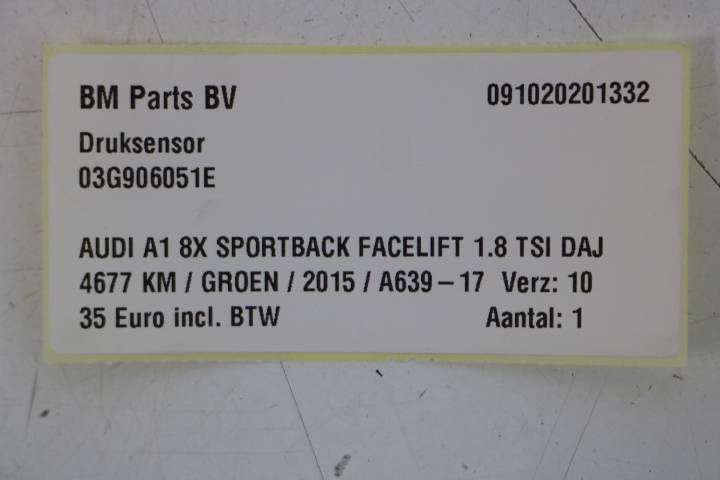 BM Parts BV 091020201332
Druksensor
03G906051E
AUDI A1 8X SPORTBACK FACELIFT 1.8 TSI DAJ
4677 KM / GROEN / 2015 / A639-17 Verz: 10
35 Euro incl. BTW Aantal: 1